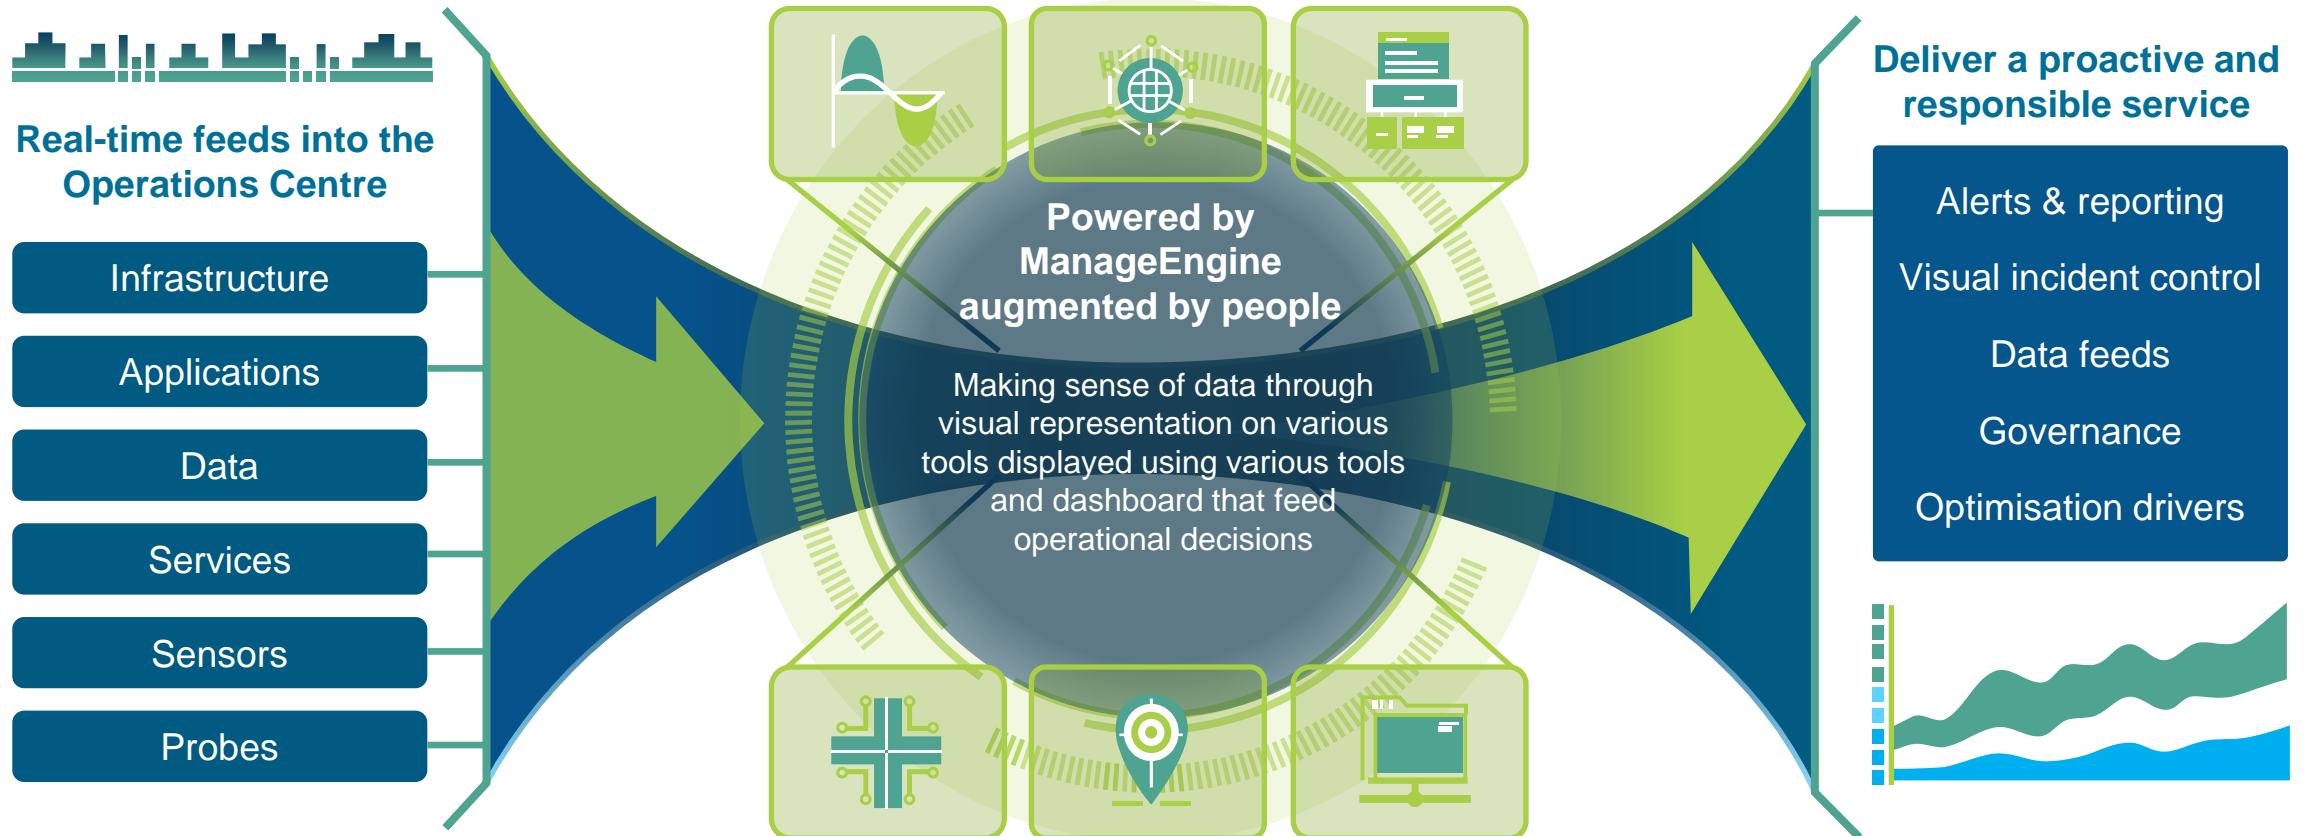 Real-time feeds into the
Operations Centre
Infrastructure
Applications
Data
Services
Sensors
Probes
Powered by
ManageEngine
augmented by people
Making sense of data through
visual representation on various
tools displayed using various tools
and dashboard that feed
operational decisions
Deliver a proactive and
responsible service
Alerts & reporting
Visual incident control
Data feeds
Governance
Optimisation drivers